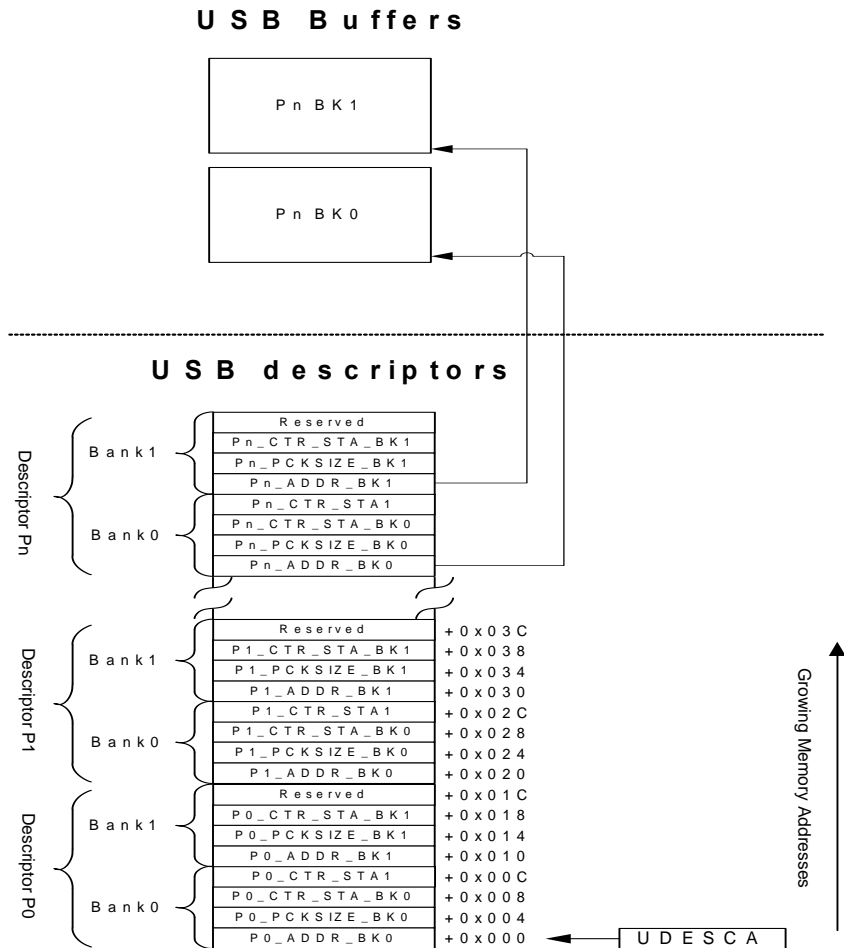 USB Buffers
Pn BK1
Pn BK0
USB descriptors
Descriptor Pn
Bank1
Reserved
Pn_CTR_STA_BK1
Pn_PCKSIZE_BK1
Pn_ADDR_BK1
Bank0
Pn_CTR_STA1
Pn_CTR_STA_BK0
Pn_PCKSIZE_BK0
Pn_ADDR_BK0
Descriptor P1
Bank1
Reserved +0x03C
P1_CTR_STA_BK1 +0x038
P1_PCKSIZE_BK1 +0x034
P1_ADDR_BK1 +0x030
Bank0
P1_CTR_STA1 +0x02C
P1_CTR_STA_BK0 +0x028
P1_PCKSIZE_BK0 +0x024
P1_ADDR_BK0 +0x020
Descriptor P0
Bank1
Reserved +0x01C
P0_CTR_STA_BK1 +0x018
P0_PCKSIZE_BK1 +0x014
P0_ADDR_BK1 +0x010
Bank0
P0_CTR_STA1 +0x00C
P0_CTR_STA_BK0 +0x008
P0_PCKSIZE_BK0 +0x004
P0_ADDR_BK0 +0x000
UDESCA
Growing Memory Addresses